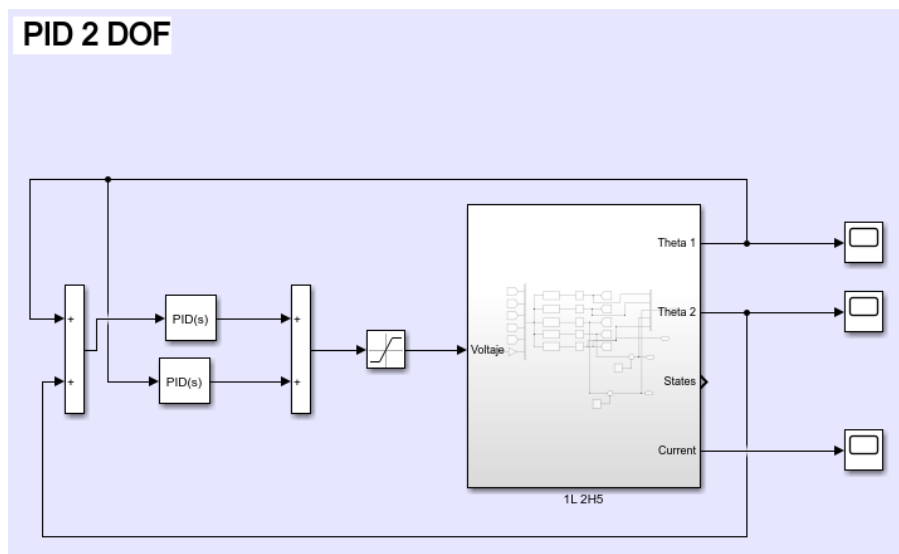 PID 2 DOF
Theta 1
+
PID(s)
+
Theta 2
Voltaje
+
PID(s)
+
States
Current
1L 2H5